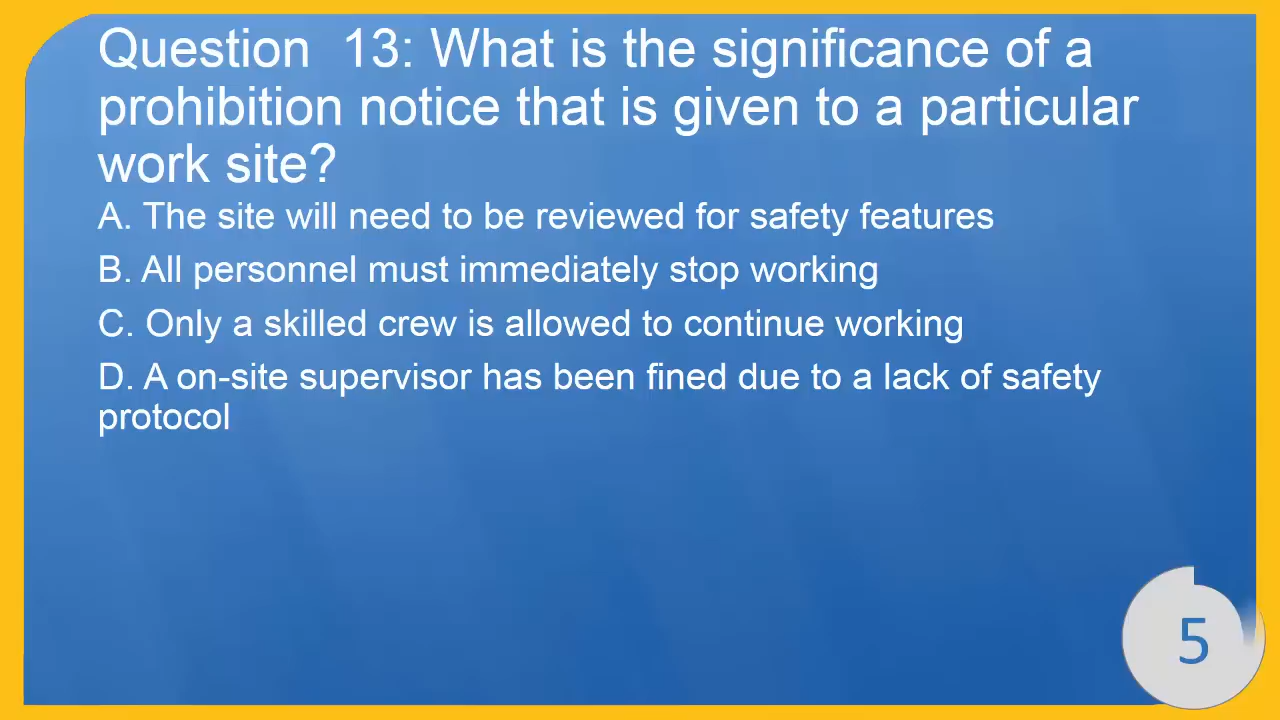 Question  13: What is the significance of a
prohibition notice that is given to a particular
work site?
A. The site will need to be reviewed for safety features
B. All personnel must immediately stop working
C. Only a skilled crew is allowed to continue working
D. A on-site supervisor has been fined due to a lack of safety
protocol
5